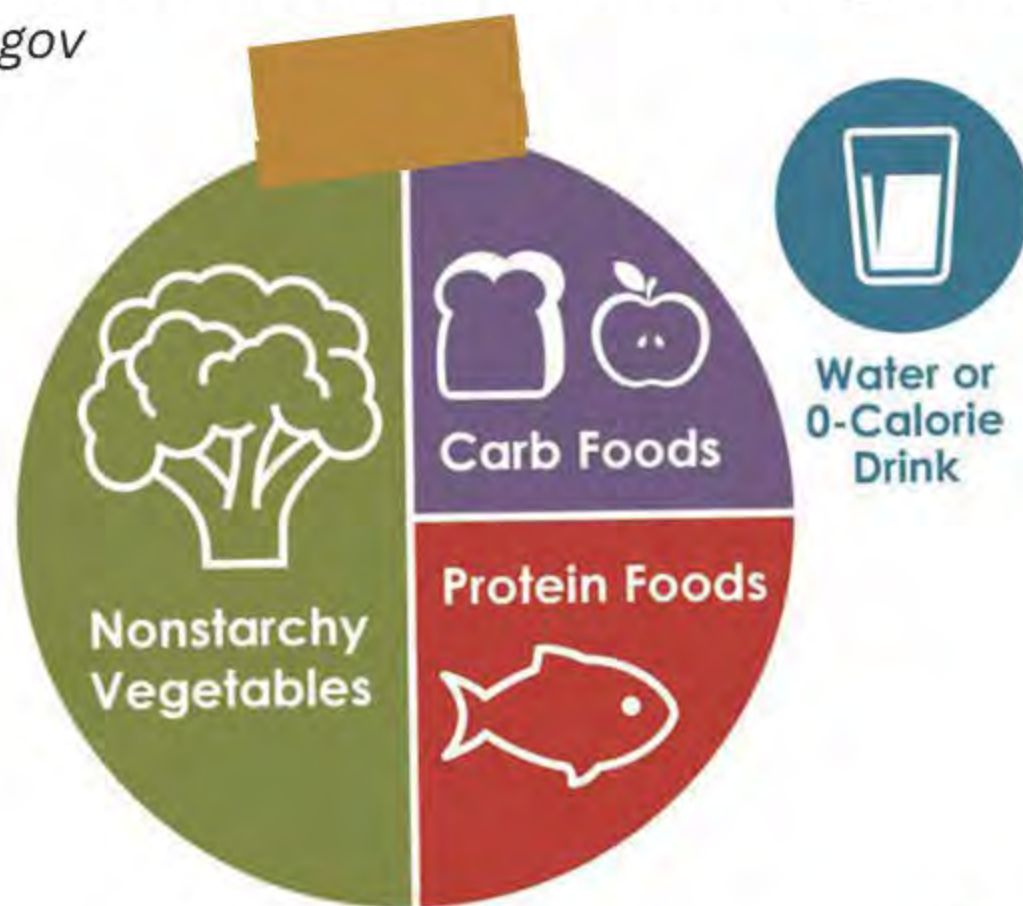 gov
Carb Foods
Water or
0-Calorie
Drink
Protein Foods
Nonstarchy
Vegetables